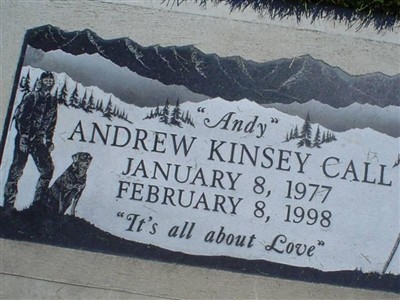 "Andy"
ANDREW KINSEY CALL
JANUARY 8, 1977
FEBRUARY 8, 1998
"It's all about Love"